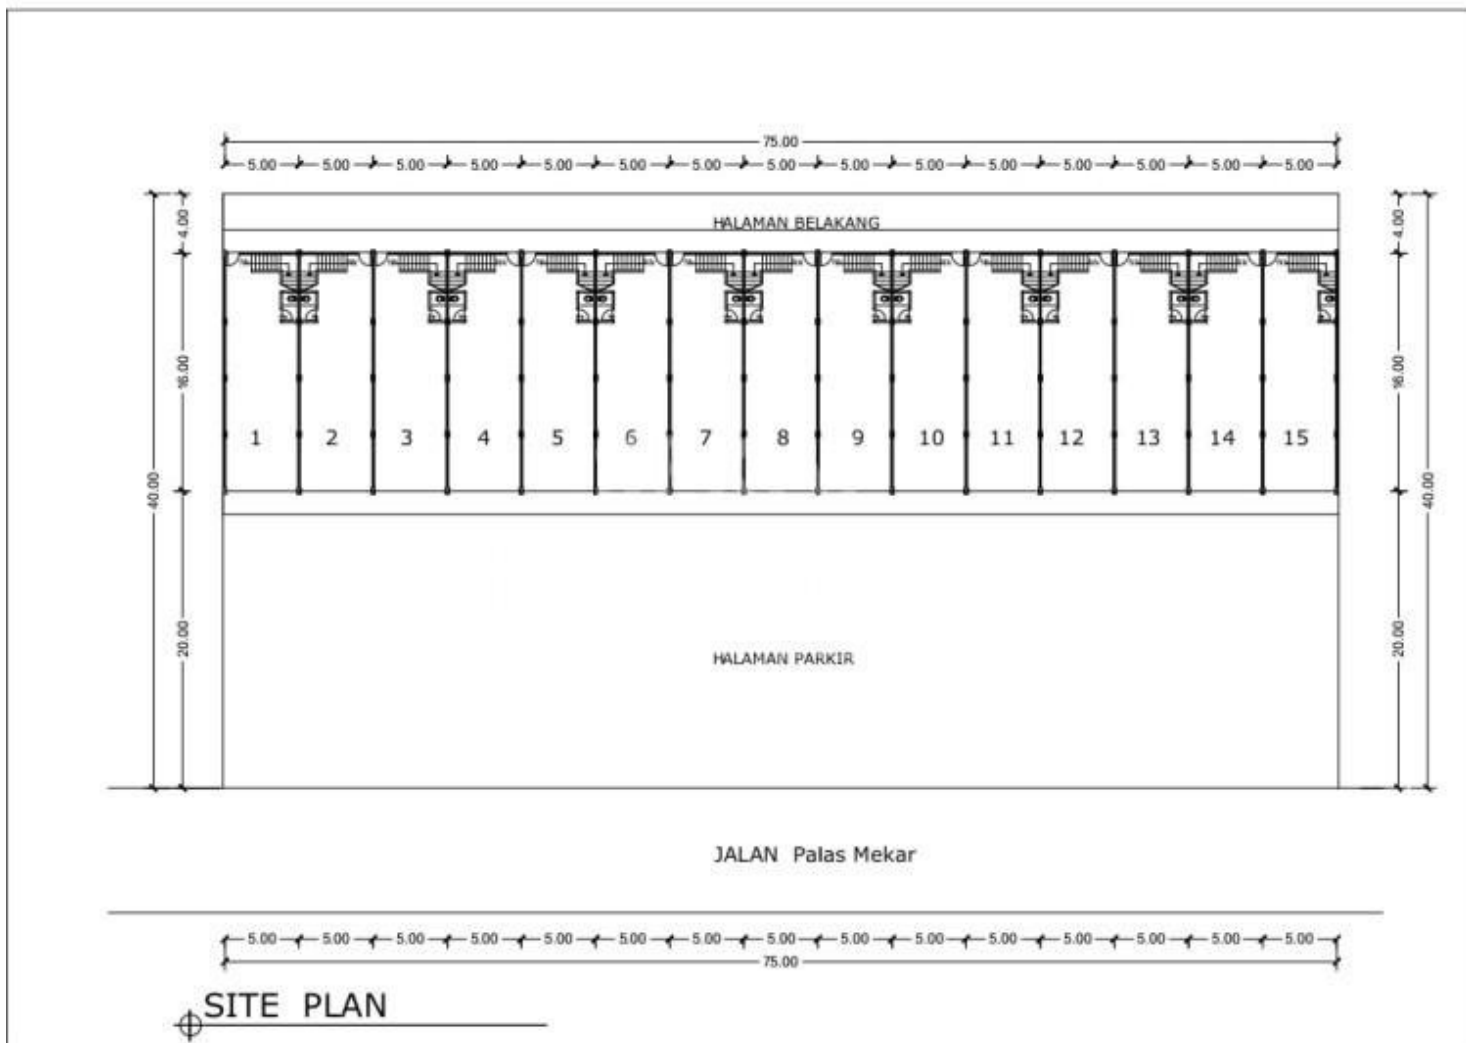 75.00
5.00 5.00 5.00 5.00 5.00 5.00 5.00 5.00 5.00 5.00 5.00 5.00 5.00 5.00 5.00
4.00 HALAMAN BELAKANG 4.00
16.00 16.00
1 2 3 4 5 6 7 8 9 10 11 12 13 14 15
40.00 40.00
20.00 HALAMAN PARKIR 20.00
JALAN Palas Mekar
5.00 5.00 5.00 5.00 5.00 5.00 5.00 5.00 5.00 5.00 5.00 5.00 5.00 5.00 5.00
75.00
SITE PLAN